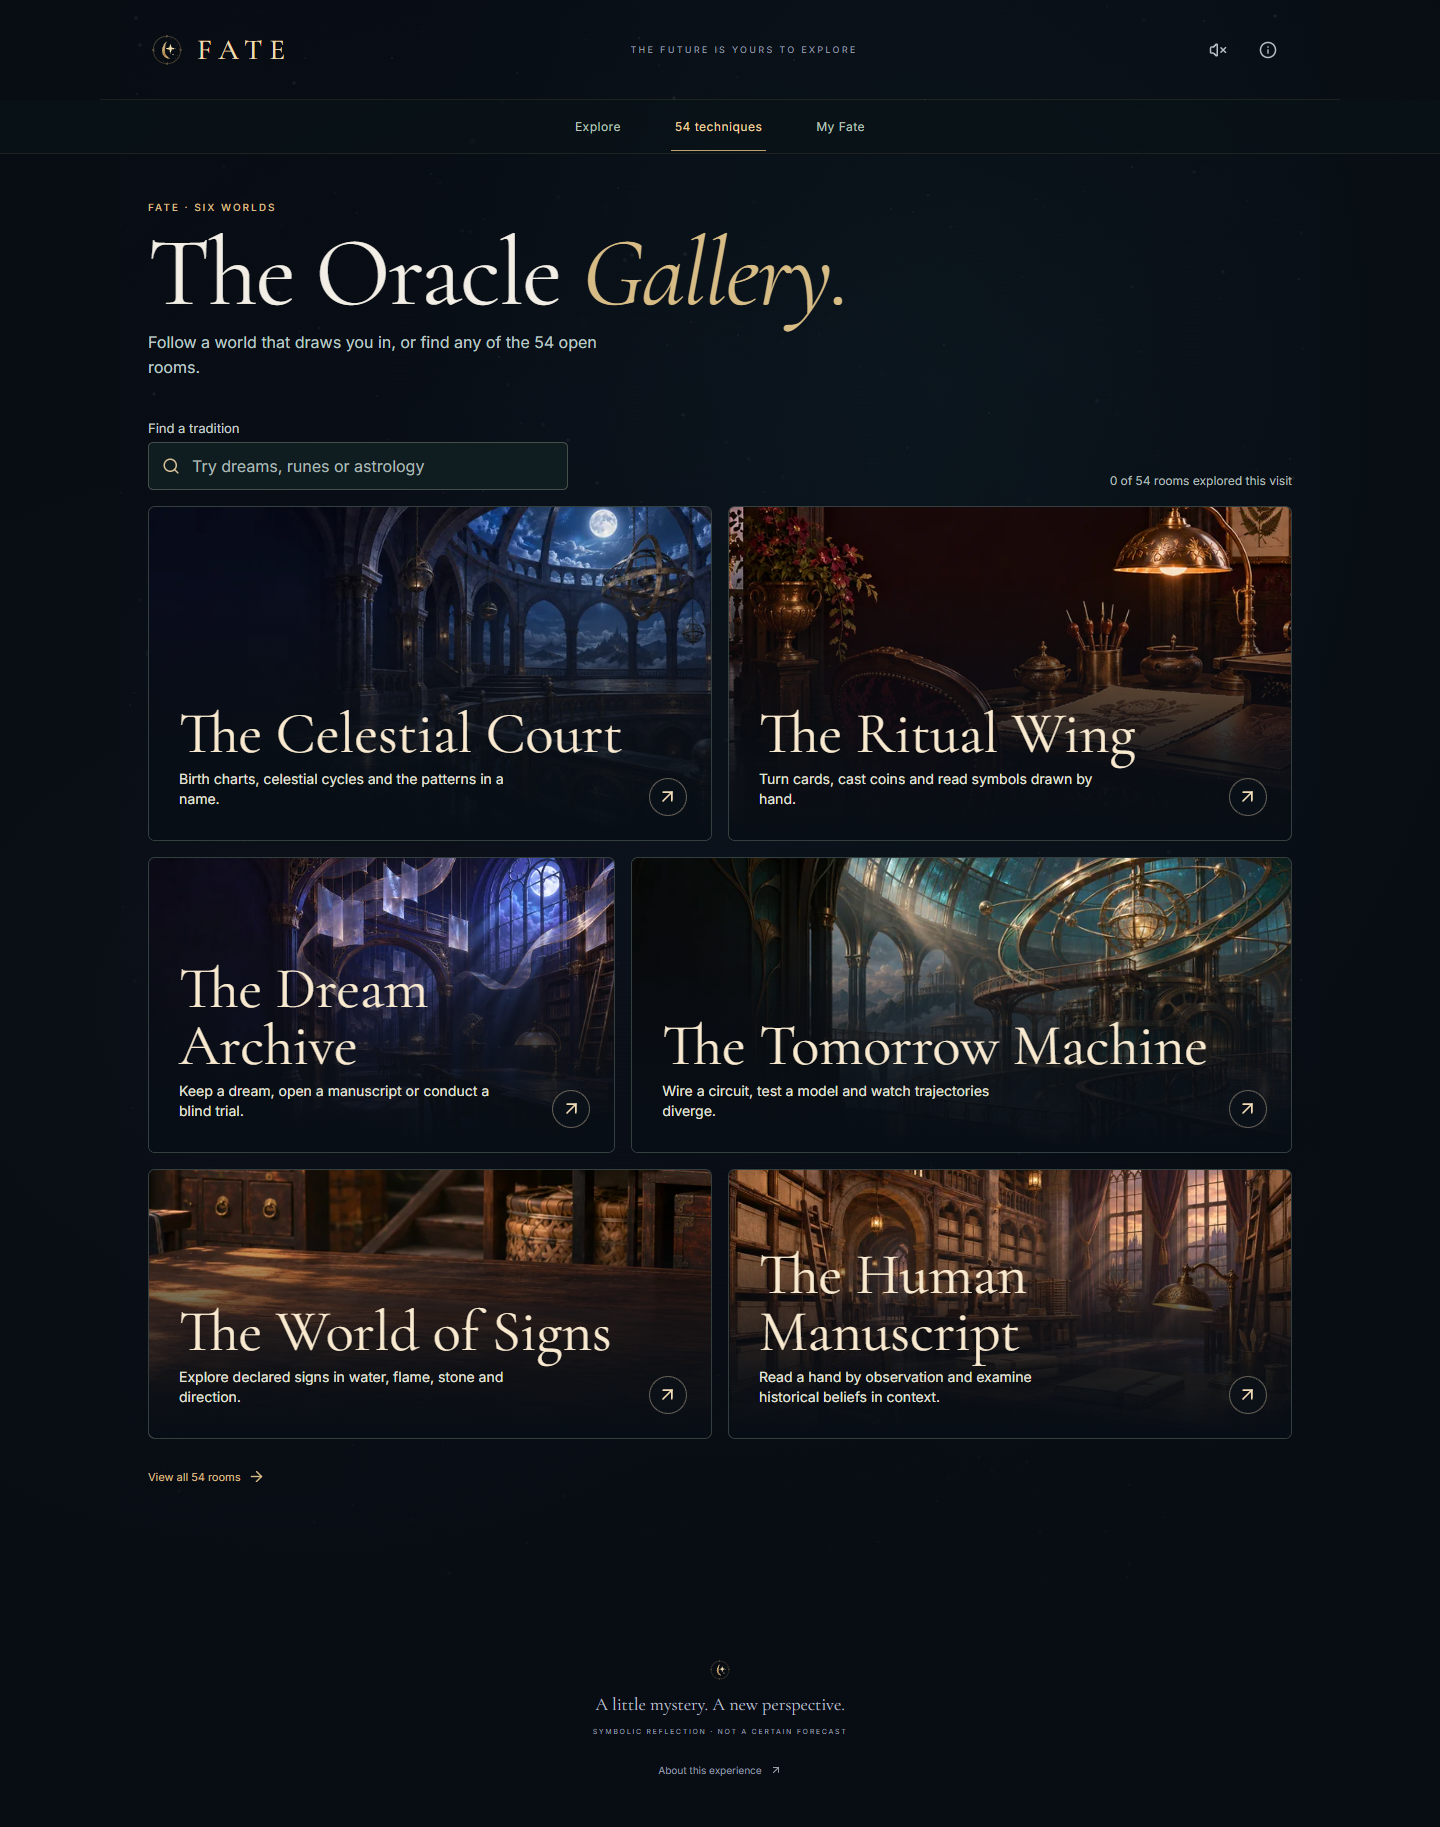 FATE
THE FUTURE IS YOURS TO EXPLORE
Explore
54 techniques
My Fate
FATE · SIX WORLDS
The Oracle Gallery.
Follow a world that draws you in, or find any of the 54 open
rooms.
Find a tradition
Try dreams, runes or astrology
0 of 54 rooms explored this visit
The Celestial Court
Birth charts, celestial cycles and the patterns in a
name.
The Ritual Wing
Turn cards, cast coins and read symbols drawn by
hand.
The Dream
Archive
Keep a dream, open a manuscript or conduct a
blind trial.
The Tomorrow Machine
Wire a circuit, test a model and watch trajectories
diverge.
The World of Signs
Explore declared signs in water, flame, stone and
direction.
The Human
Manuscript
Read a hand by observation and examine
historical beliefs in context.
View all 54 rooms
A little mystery. A new perspective.
SYMBOLIC REFLECTION · NOT A CERTAIN FORECAST
About this experience